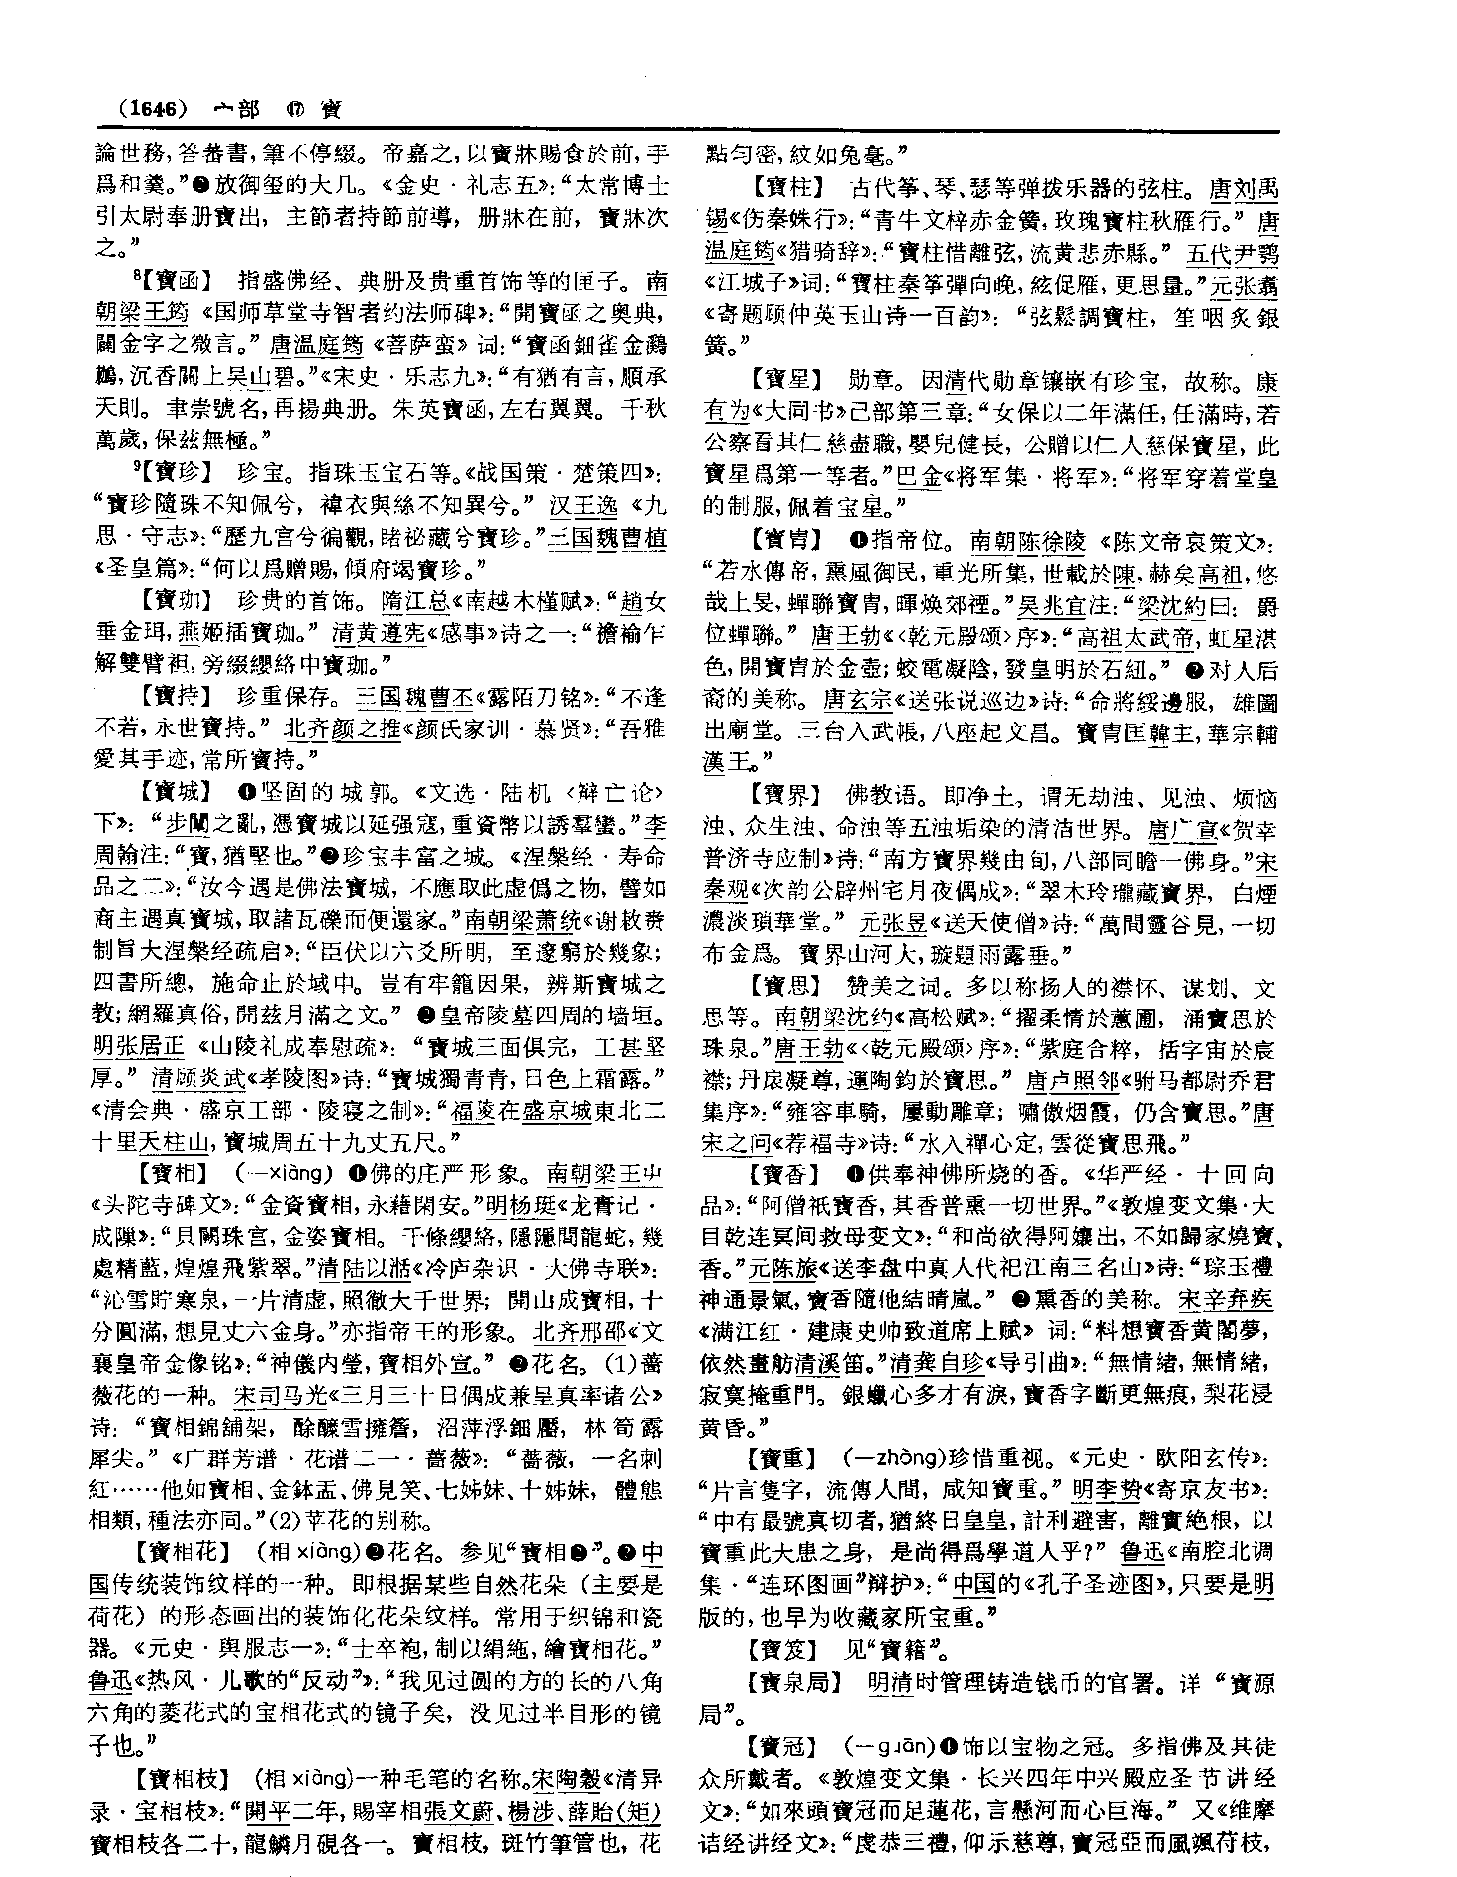 (1646) 宀部 ⑰ 寶
論世務，答蕃書，筆不停綴。帝嘉之，以寶牀賜食於前，手
爲和羹。”❷放御玺的大几。《金史·礼志五》：“太常博士
引太尉奉册寶出，主節者持節前導，册牀在前，寶牀次
之。”
⁸【寶函】 指盛佛经、典册及贵重首饰等的匣子。南
朝梁王筠《国师草堂寺智者约法师碑》：“開寶函之奥典，
闢金字之微言。”唐温庭筠《菩萨蛮》词：“寶函鈿雀金鸂
鶒，沉香閣上吴山碧。”《宋史·乐志九》：“有猶有言，順承
天則。聿崇號名，再揚典册。朱英寶函，左右翼翼。千秋
萬歲，保兹無極。”
⁹【寶珍】 珍宝。指珠玉宝石等。《战国策·楚策四》：
“寶珍隨珠不知佩兮，褘衣與絲不知異兮。”汉王逸《九
思·守志》：“歷九宫兮徧觀，睹祕藏兮寶珍。”三国魏曹植
《圣皇篇》：“何以爲贈賜，傾府竭寶珍。”
【寶珈】 珍贵的首饰。隋江总《南越木槿赋》：“趙女
垂金珥，燕姬插寶珈。”清黄遵宪《感事》诗之一：“襜褕乍
解雙臂袒，旁綴纓絡中寶珈。”
【寶持】 珍重保存。三国魏曹丕《露陌刀铭》：“不逢
不若，永世寶持。”北齐颜之推《颜氏家训·慕贤》：“吾雅
愛其手迹，常所寶持。”
【寶城】 ❶坚固的城郭。《文选·陆机〈辩亡论〉
下》：“步闡之亂，憑寶城以延强寇，重資幣以誘羣蠻。”李
周翰注：“寶，猶堅也。”❷珍宝丰富之城。《涅槃经·寿命
品之二》：“汝今遇是佛法寶城，不應取此虚僞之物，譬如
商主遇真寶城，取諸瓦礫而便還家。”南朝梁萧统《谢敕赉
制旨大涅槃经疏启》：“臣伏以六爻所明，至邃窮於幾象；
四書所總，施命止於域中。豈有牢籠因果，辨斯寶城之
教；網羅真俗，開兹月滿之文。”❸皇帝陵墓四周的墙垣。
明张居正《山陵礼成奉慰疏》：“寶城三面俱完，工甚堅
厚。”清顾炎武《孝陵图》诗：“寶城獨青青，日色上霜露。”
《清会典·盛京工部·陵寝之制》：“福陵在盛京城東北二
十里天柱山，寶城周五十九丈五尺。”
【寶相】 （—xiàng）❶佛的庄严形象。南朝梁王屮
《头陀寺碑文》：“金資寶相，永藉閑安。”明杨珽《龙膏记·
成隟》：“貝闕珠宫，金姿寶相。千條纓絡，隱隱間龍蛇，幾
處精藍，煌煌飛紫翠。”清陆以湉《冷庐杂识·大佛寺联》：
“沁雪貯寒泉，一片清虚，照徹大千世界；開山成寶相，十
分圓滿，想見丈六金身。”亦指帝王的形象。北齐邢邵《文
襄皇帝金像铭》：“神儀内瑩，寶相外宣。”❷花名。(1)蔷
薇花的一种。宋司马光《三月三十日偶成兼呈真率诸公》
诗：“寶相錦鋪架，酴醿雪擁簷，沼萍浮鈿靨，林筍露
犀尖。”《广群芳谱·花谱二一·蔷薇》：“蔷薇，一名刺
紅……他如寶相、金鉢盂、佛見笑、七姊妹、十姊妹，體態
相類，種法亦同。”(2)苹花的别称。
【寶相花】 （相xiàng）❶花名。参见“寶相❷”。❷中
国传统装饰纹样的一种。即根据某些自然花朵（主要是
荷花）的形态画出的装饰化花朵纹样。常用于织锦和瓷
器。《元史·舆服志一》：“士卒袍，制以絹絁，繪寶相花。”
鲁迅《热风·儿歌的“反动”》：“我见过圆的方的长的八角
六角的菱花式的宝相花式的镜子矣，没见过半目形的镜
子也。”
【寶相枝】 （相xiàng）一种毛笔的名称。宋陶穀《清异
录·宝相枝》：“開平二年，賜宰相張文蔚、楊涉、薛貽(矩)
寶相枝各二十，龍鱗月硯各一。寶相枝，斑竹筆管也，花
點匀密，紋如兔毫。”
【寶柱】 古代筝、琴、瑟等弹拨乐器的弦柱。唐刘禹
锡《伤秦姝行》：“青牛文梓赤金簧，玫瑰寶柱秋雁行。”唐
温庭筠《猎骑辞》：“寶柱惜離弦，流黄悲赤縣。”五代尹鹗
《江城子》词：“寶柱秦筝彈向晚，絃促雁，更思量。”元张翥
《寄题顾仲英玉山诗一百韵》：“弦鬆調寶柱，笙咽炙銀
簧。”
【寶星】 勋章。因清代勋章镶嵌有珍宝，故称。康
有为《大同书》己部第三章：“女保以二年滿任，任滿時，若
公察看其仁慈盡職，嬰兒健長，公贈以仁人慈保寶星，此
寶星爲第一等者。”巴金《将军集·将军》：“将军穿着堂皇
的制服，佩着宝星。”
【寶胄】 ❶指帝位。南朝陈徐陵《陈文帝哀策文》：
“若水傳帝，熏風御民，重光所集，世載於陳，赫矣高祖，悠
哉上旻，蟬聯寶胄，暉焕郊禋。”吴兆宜注：“梁沈約曰：爵
位蟬聯。”唐王勃《〈乾元殿颂〉序》：“高祖太武帝，虹星湛
色，開寶胄於金壺；蛟電凝陰，發皇明於石紐。”❷对人后
裔的美称。唐玄宗《送张说巡边》诗：“命將綏邊服，雄圖
出廟堂。三台入武帳，八座起文昌。寶胄匡韓主，華宗輔
漢王。”
【寶界】 佛教语。即净土。谓无劫浊、见浊、烦恼
浊、众生浊、命浊等五浊垢染的清洁世界。唐广宣《贺幸
普济寺应制》诗：“南方寶界幾由旬，八部同瞻一佛身。”宋
秦观《次韵公辟州宅月夜偶成》：“翠木玲瓏藏寶界，白煙
濃淡瑣華堂。”元张昱《送天使僧》诗：“萬間靈谷見，一切
布金爲。寶界山河大，璇題雨露垂。”
【寶思】 赞美之词。多以称扬人的襟怀、谋划、文
思等。南朝梁沈约《高松赋》：“擢柔情於蕙圃，涌寶思於
珠泉。”唐王勃《〈乾元殿颂〉序》：“紫庭合粹，括宇宙於宸
襟；丹扆凝尊，運陶鈞於寶思。”唐卢照邻《驸马都尉乔君
集序》：“雍容車騎，屢動雕章；嘯傲烟霞，仍含寶思。”唐
宋之问《荐福寺》诗：“水入禪心定，雲從寶思飛。”
【寶香】 ❶供奉神佛所烧的香。《华严经·十回向
品》：“阿僧祇寶香，其香普熏一切世界。”《敦煌变文集·大
目乾连冥间救母变文》：“和尚欲得阿孃出，不如歸家燒寶
香。”元陈旅《送李盘中真人代祀江南三名山》诗：“琮玉禮
神通景氣，寶香隨他結晴嵐。”❷熏香的美称。宋辛弃疾
《满江红·建康史帅致道席上赋》词：“料想寶香黄閣夢，
依然畫舫清溪笛。”清龚自珍《导引曲》：“無情緒，無情緒，
寂寞掩重門。銀蠟心多才有淚，寶香字斷更無痕，梨花浸
黄昏。”
【寶重】 （—zhòng）珍惜重视。《元史·欧阳玄传》：
“片言隻字，流傳人間，咸知寶重。”明李贽《寄京友书》：
“中有最號真切者，猶終日皇皇，計利避害，離實絶根，以
寶重此大患之身，是尚得爲學道人乎？”鲁迅《南腔北调
集·“连环图画”辩护》：“中国的《孔子圣迹图》，只要是明
版的，也早为收藏家所宝重。”
【寶笈】 见“寶籍”。
【寶泉局】 明清时管理铸造钱币的官署。详“寶源
局”。
【寶冠】 （—guān）❶饰以宝物之冠。多指佛及其徒
众所戴者。《敦煌变文集·长兴四年中兴殿应圣节讲经
文》：“如來頭寶冠而足蓮花，言懸河而心巨海。”又《维摩
诘经讲经文》：“虔恭三禮，仰示慈尊，寶冠亞而風颯苻枝，